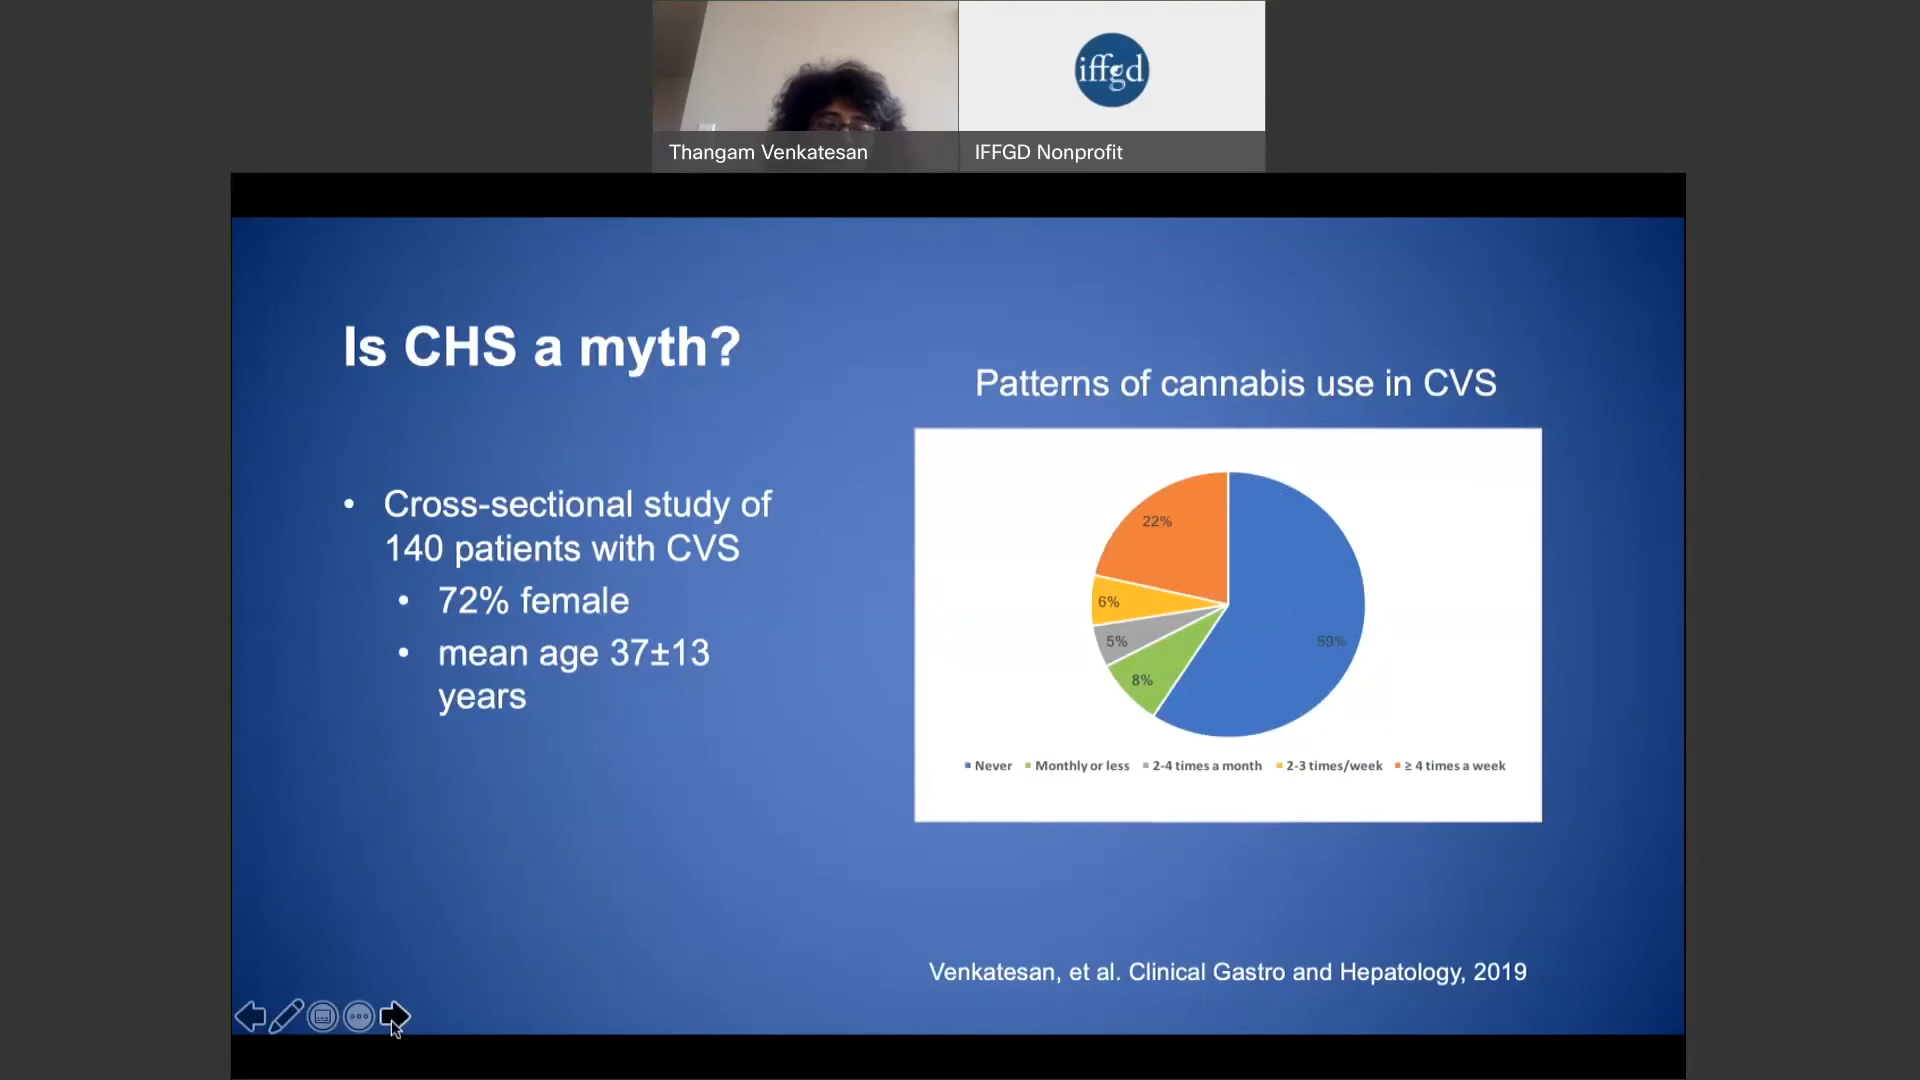 iffgd
Thangam Venkatesan
IFFGD Nonprofit
Is CHS a myth?
• Cross-sectional study of
140 patients with CVS
• 72% female
• mean age 37±13
years
Patterns of cannabis use in CVS
22%
6%
5%
8%
59%
Never Monthly or less 2-4 times a month 2-3 times/week ≥ 4 times a week
Venkatesan, et al. Clinical Gastro and Hepatology, 2019